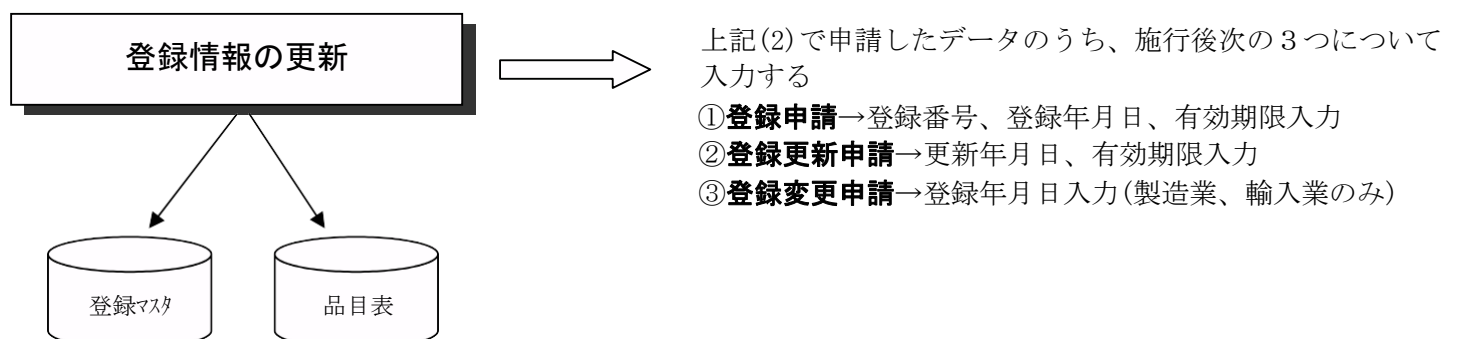 登録情報の更新
上記(2)で申請したデータのうち、施行後次の３つについて
入力する
①登録申請→登録番号、登録年月日、有効期限入力
②登録更新申請→更新年月日、有効期限入力
③登録変更申請→登録年月日入力(製造業、輸入業のみ)
登録ﾏｽﾀ
品目表